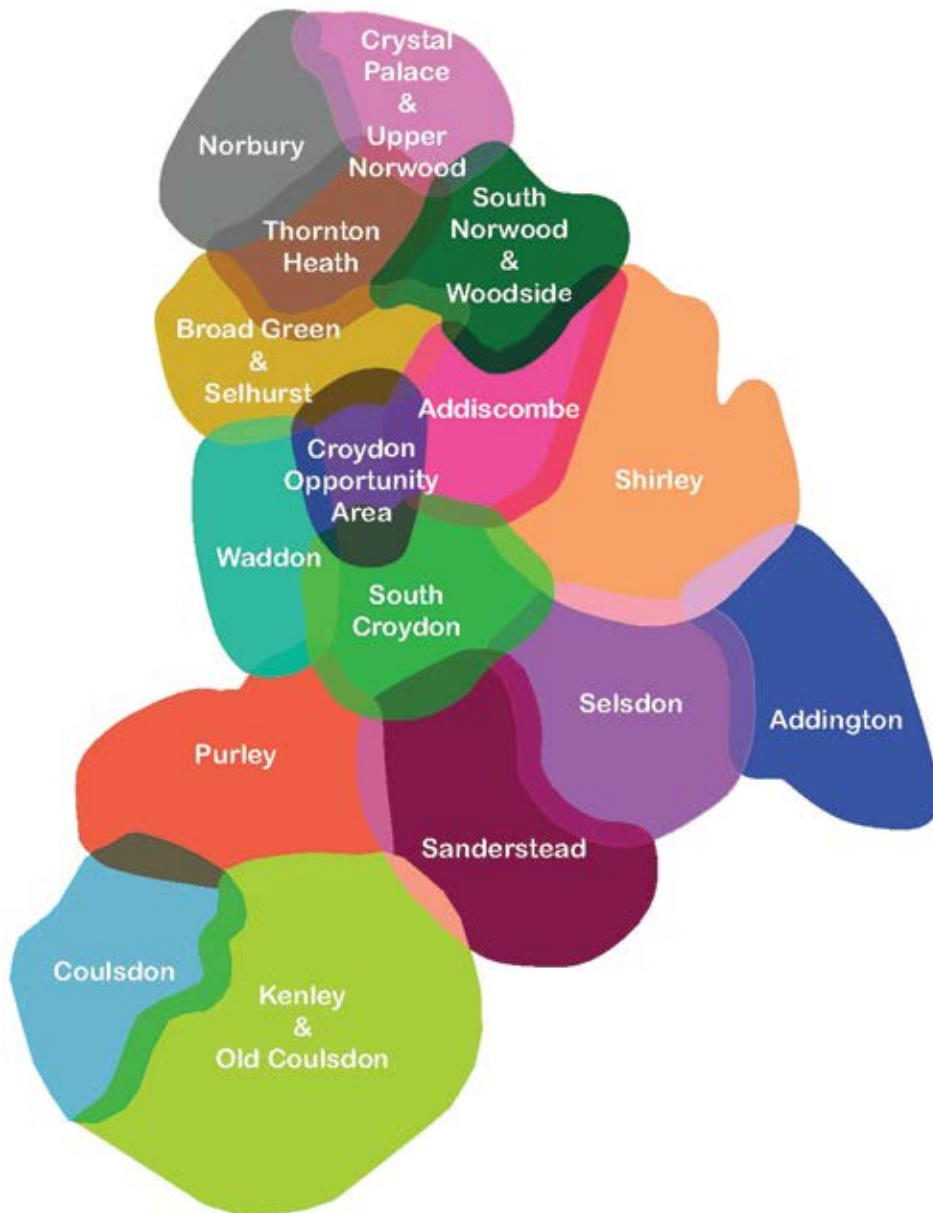 Crystal
Palace
&
Upper
Norwood
Norbury
South
Norwood
&
Woodside
Thornton
Heath
Broad Green
&
Selhurst
Addiscombe
Croydon
Opportunity
Area
Shirley
Waddon
South
Croydon
Selsdon
Addington
Purley
Sanderstead
Coulsdon
Kenley
&
Old Coulsdon